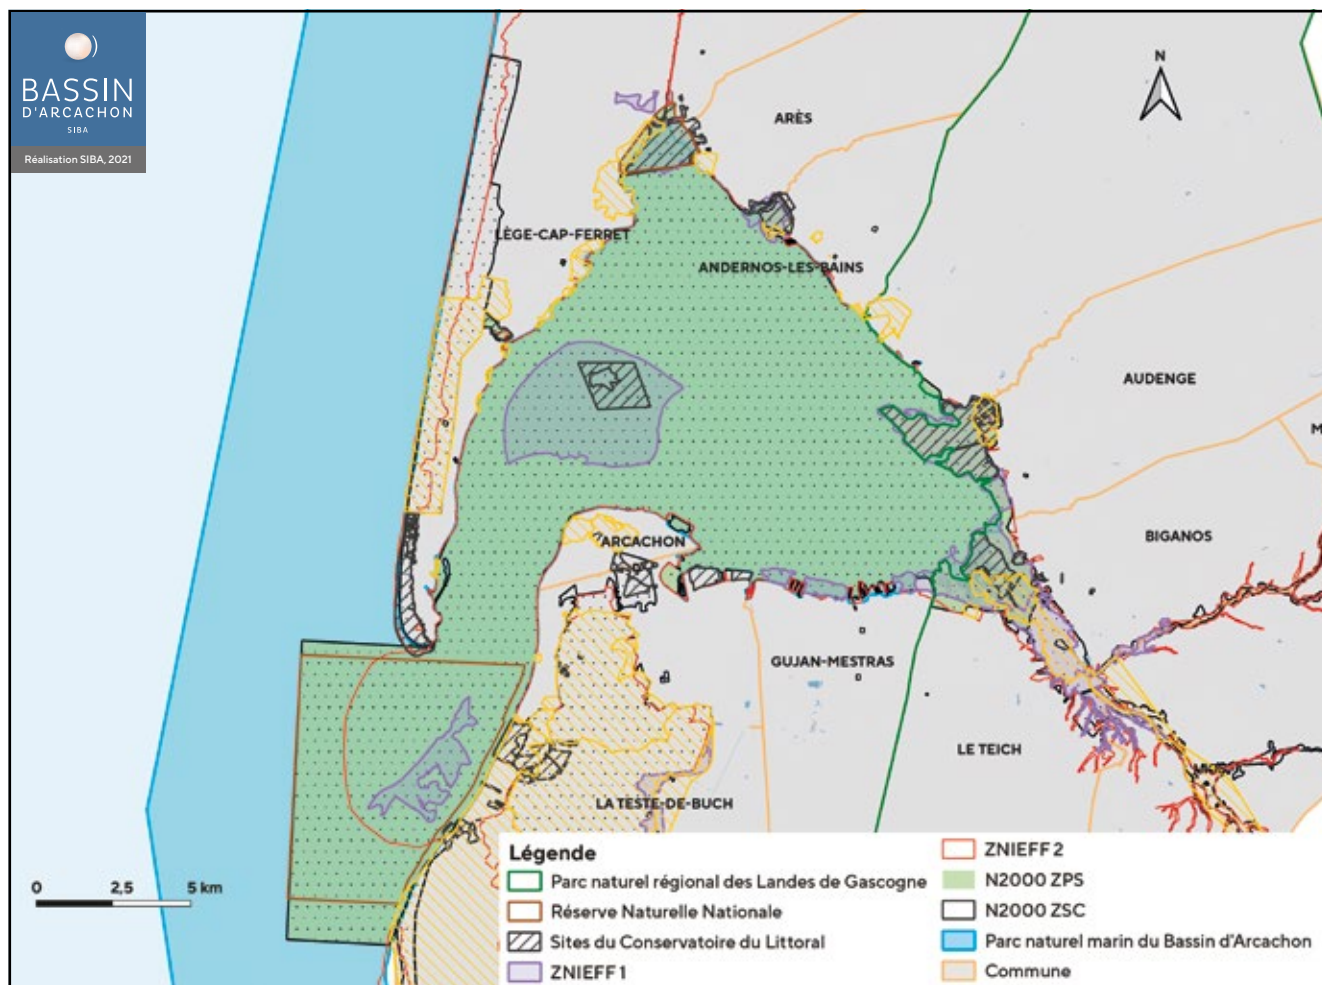 BASSIN
D'ARCACHON
SIBA
Réalisation SIBA, 2021
N
ARÈS
LÈGE-CAP-FERRET
ANDERNOS-LES-BAINS
AUDENGE
M
ARCACHON
BIGANOS
GUJAN-MESTRAS
LE TEICH
LA TESTE-DE-BUCH
0 2,5 5 km
Légende
Parc naturel régional des Landes de Gascogne
Réserve Naturelle Nationale
Sites du Conservatoire du Littoral
ZNIEFF 1
ZNIEFF 2
N2000 ZPS
N2000 ZSC
Parc naturel marin du Bassin d'Arcachon
Commune